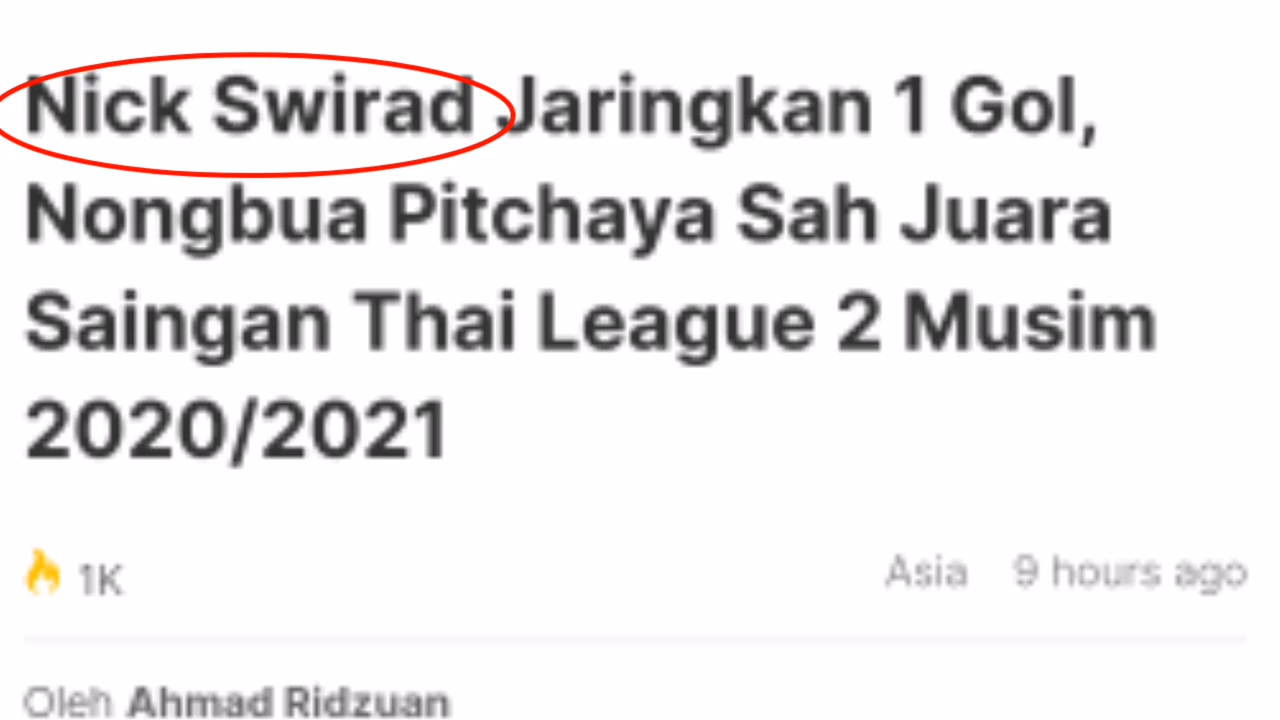 Nick Swirad Jaringkan 1 Gol,
Nongbua Pitchaya Sah Juara
Saingan Thai League 2 Musim
2020/2021
1K
Asia 9 hours ago
Oleh Ahmad Ridzuan